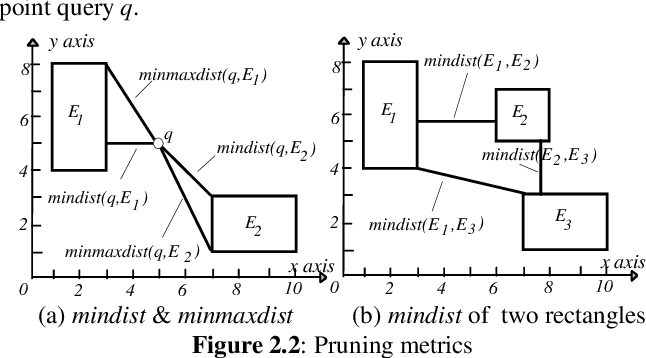 point query q.
y axis
8
6
4
2
0
2
4
6
8
10
x axis
E1
E2
q
minmaxdist(q,E1)
mindist(q,E2)
mindist(q,E1)
minmaxdist(q,E2)
y axis
8
6
4
2
0
2
4
6
8
10
x axis
E1
E2
E3
mindist(E1,E2)
mindist(E2,E3)
mindist(E1,E3)
(a) mindist & minmaxdist
(b) mindist of two rectangles
Figure 2.2: Pruning metrics